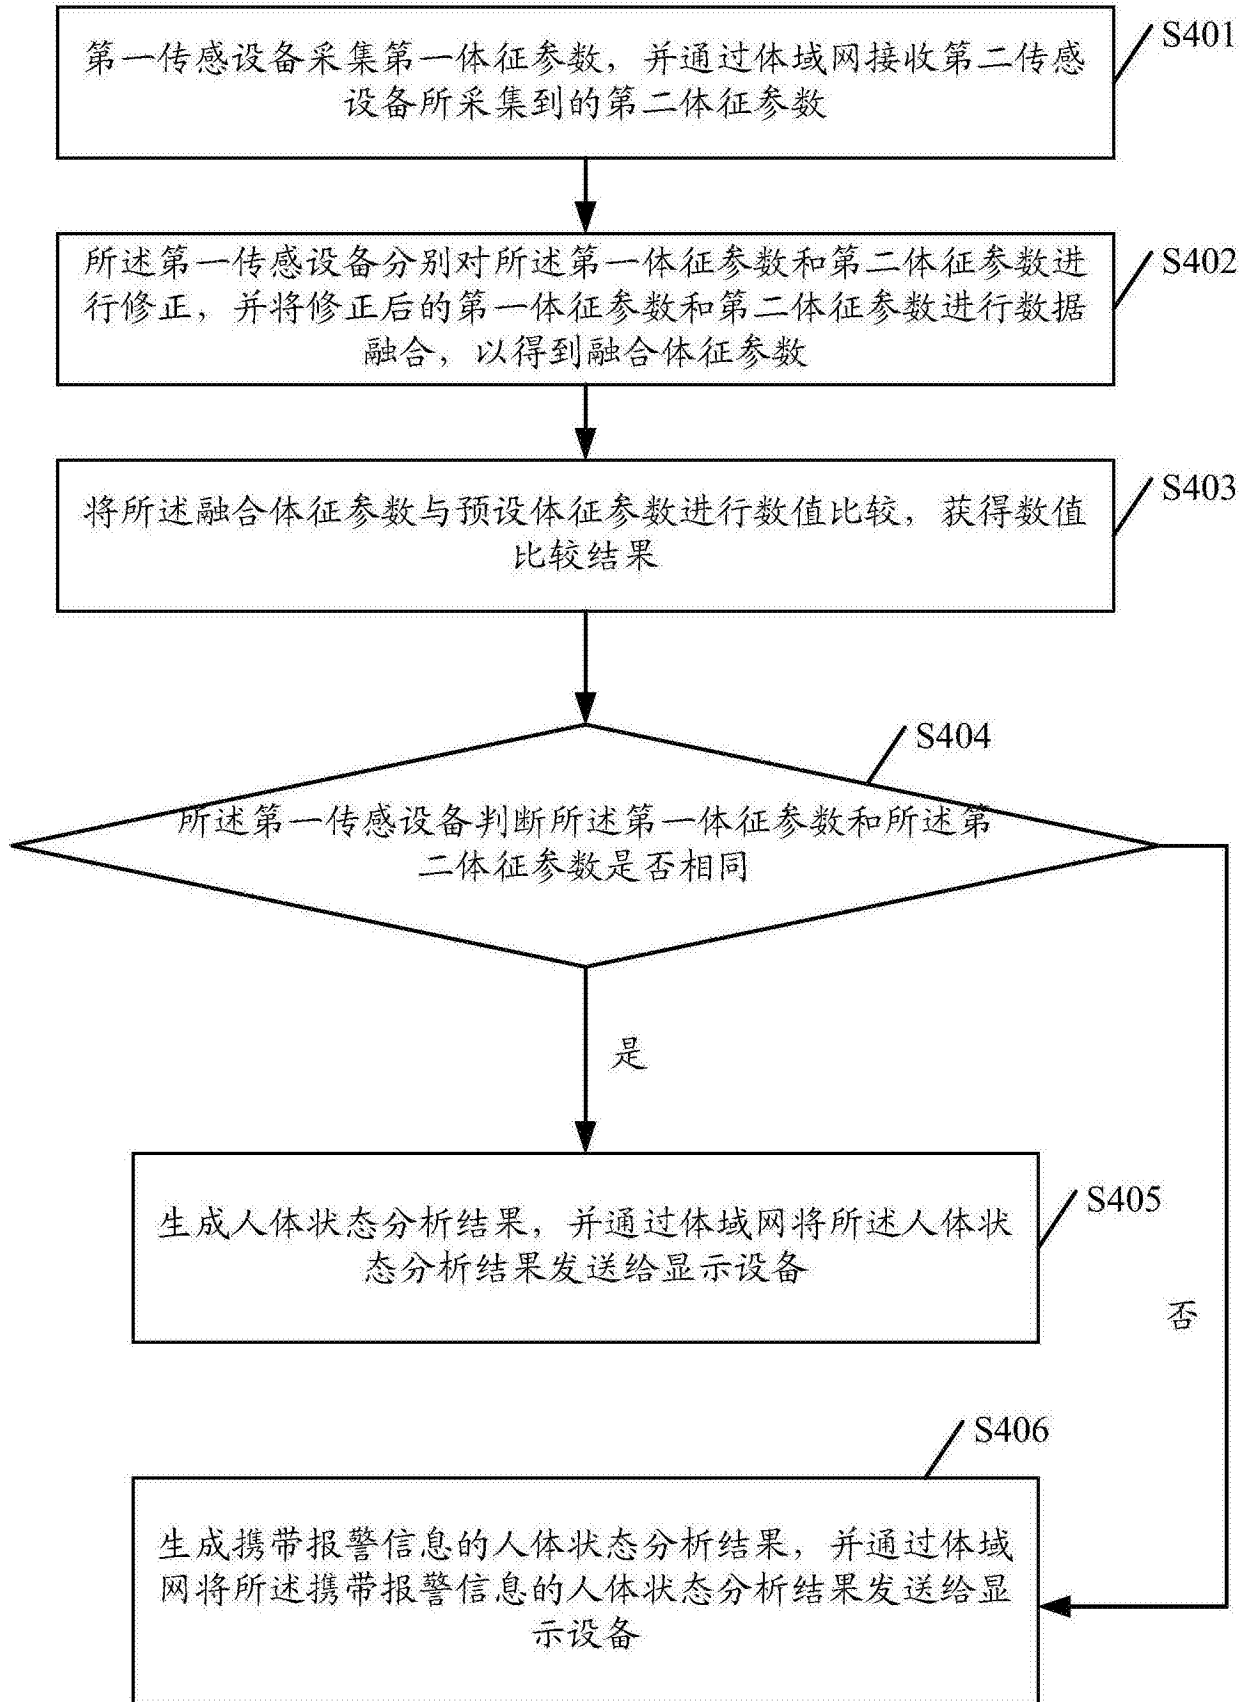 第一传感设备采集第一体征参数，并通过体域网接收第二传感
设备所采集到的第二体征参数
S401
所述第一传感设备分别对所述第一体征参数和第二体征参数进
行修正，并将修正后的第一体征参数和第二体征参数进行数据
融合，以得到融合体征参数
S402
将所述融合体征参数与预设体征参数进行数值比较，获得数值
比较结果
S403
S404
所述第一传感设备判断所述第一体征参数和所述第
二体征参数是否相同
是
生成人体状态分析结果，并通过体域网将所述人体状
态分析结果发送给显示设备
S405
否
S406
生成携带报警信息的人体状态分析结果，并通过体域
网将所述携带报警信息的人体状态分析结果发送给显
示设备